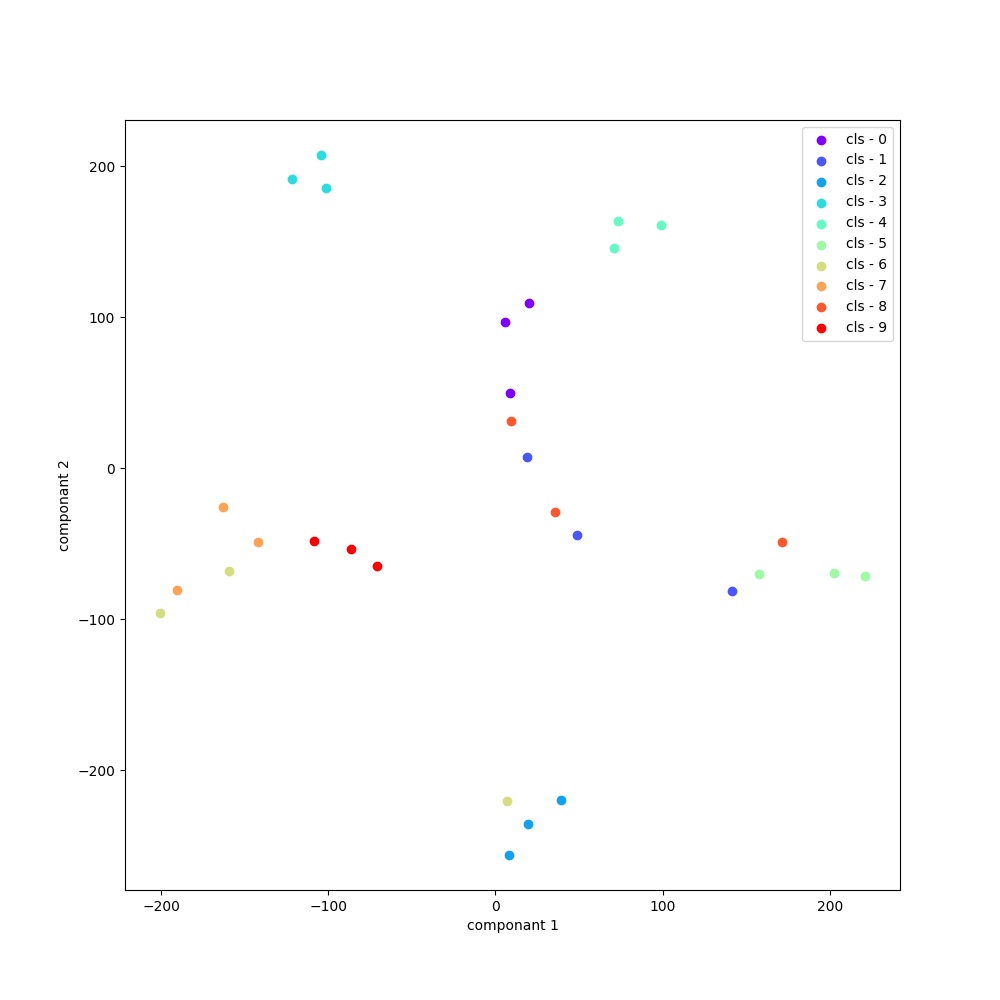 cls - 0
cls - 1
cls - 2
cls - 3
cls - 4
cls - 5
cls - 6
cls - 7
cls - 8
cls - 9
200
100
0
−100
−200
componant 2
−200 −100 0 100 200
componant 1